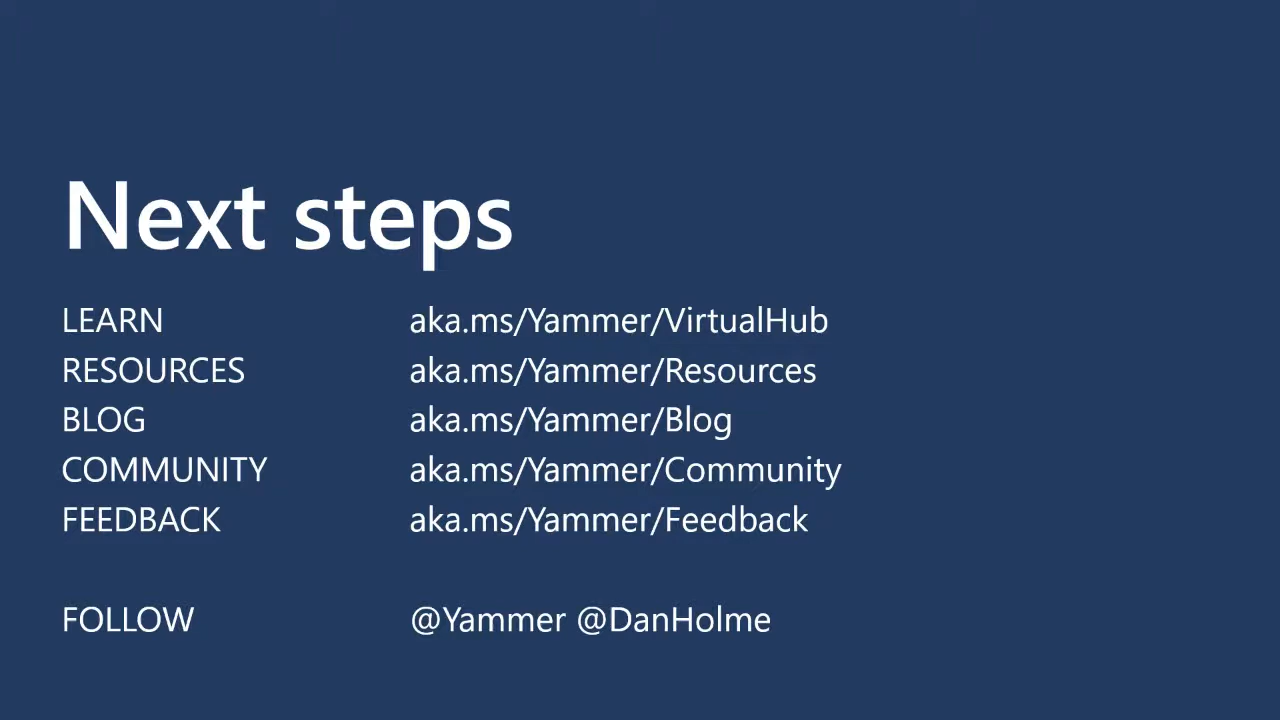 Next steps
LEARN aka.ms/Yammer/VirtualHub
RESOURCES aka.ms/Yammer/Resources
BLOG aka.ms/Yammer/Blog
COMMUNITY aka.ms/Yammer/Community
FEEDBACK aka.ms/Yammer/Feedback
FOLLOW @Yammer @DanHolme